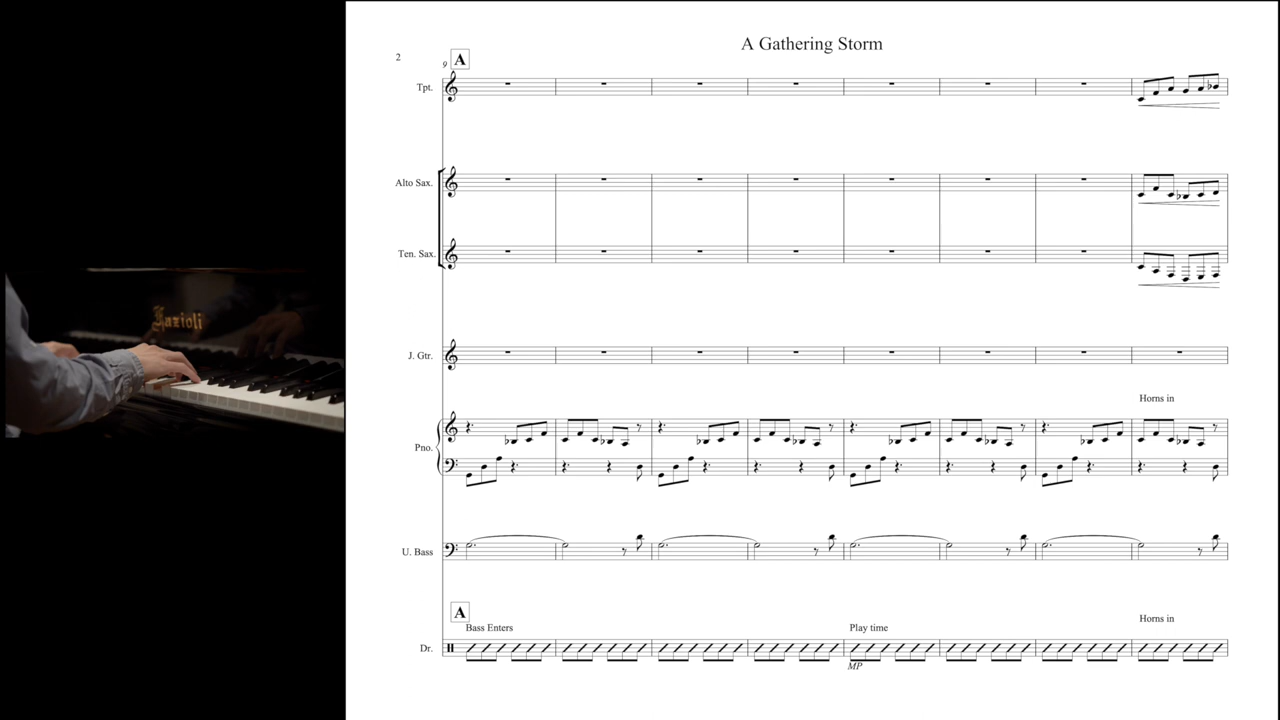 A Gathering Storm
2
9
A
Tpt.
Alto Sax.
Ten. Sax.
J. Gtr.
Horns in
Pno.
U. Bass
A
Bass Enters
Play time
Horns in
Dr.
MP
Fazioli